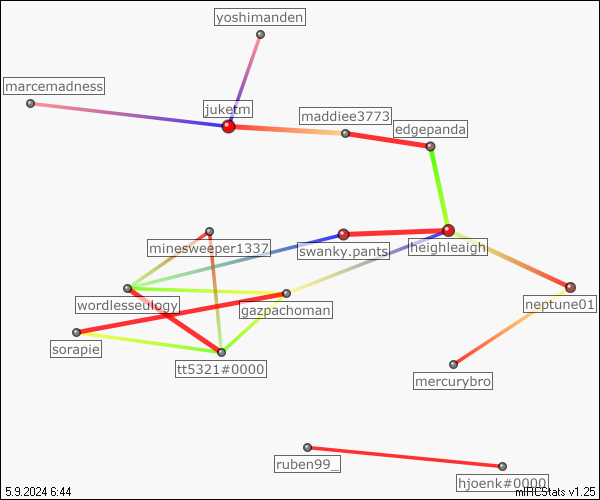 yoshimanden
marcemadness
juketm
maddiee3773
edgepanda
minesweeper1337
swanky.pants
heighleaigh
wordlesseulogy
gazpachoman
neptune01
sorapie
tt5321#0000
mercurybro
ruben99_
hjoenk#0000
5.9.2024 6:44
mIRCStats v1.25